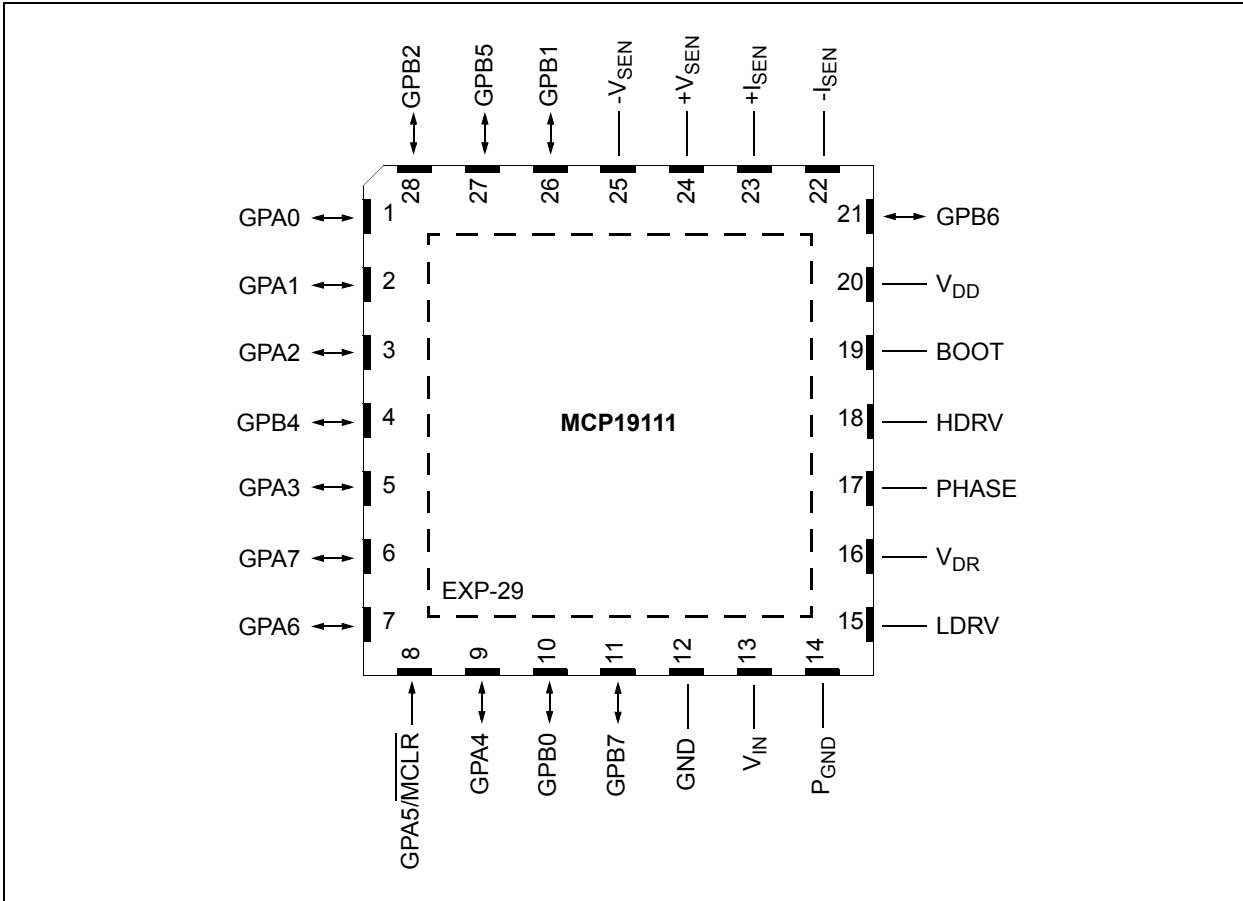 GPB2
GPB5
GPB1
-VSEN
+VSEN
+ISEN
-ISEN
28
27
26
25
24
23
22
GPA0
1
21
GPB6
GPA1
2
20
VDD
GPA2
3
19
BOOT
GPB4
4
MCP19111
18
HDRV
GPA3
5
17
PHASE
GPA7
6
16
VDR
EXP-29
GPA6
7
15
LDRV
8
9
10
11
12
13
14
GPA5/MCLR
GPA4
GPB0
GPB7
GND
VIN
PGND